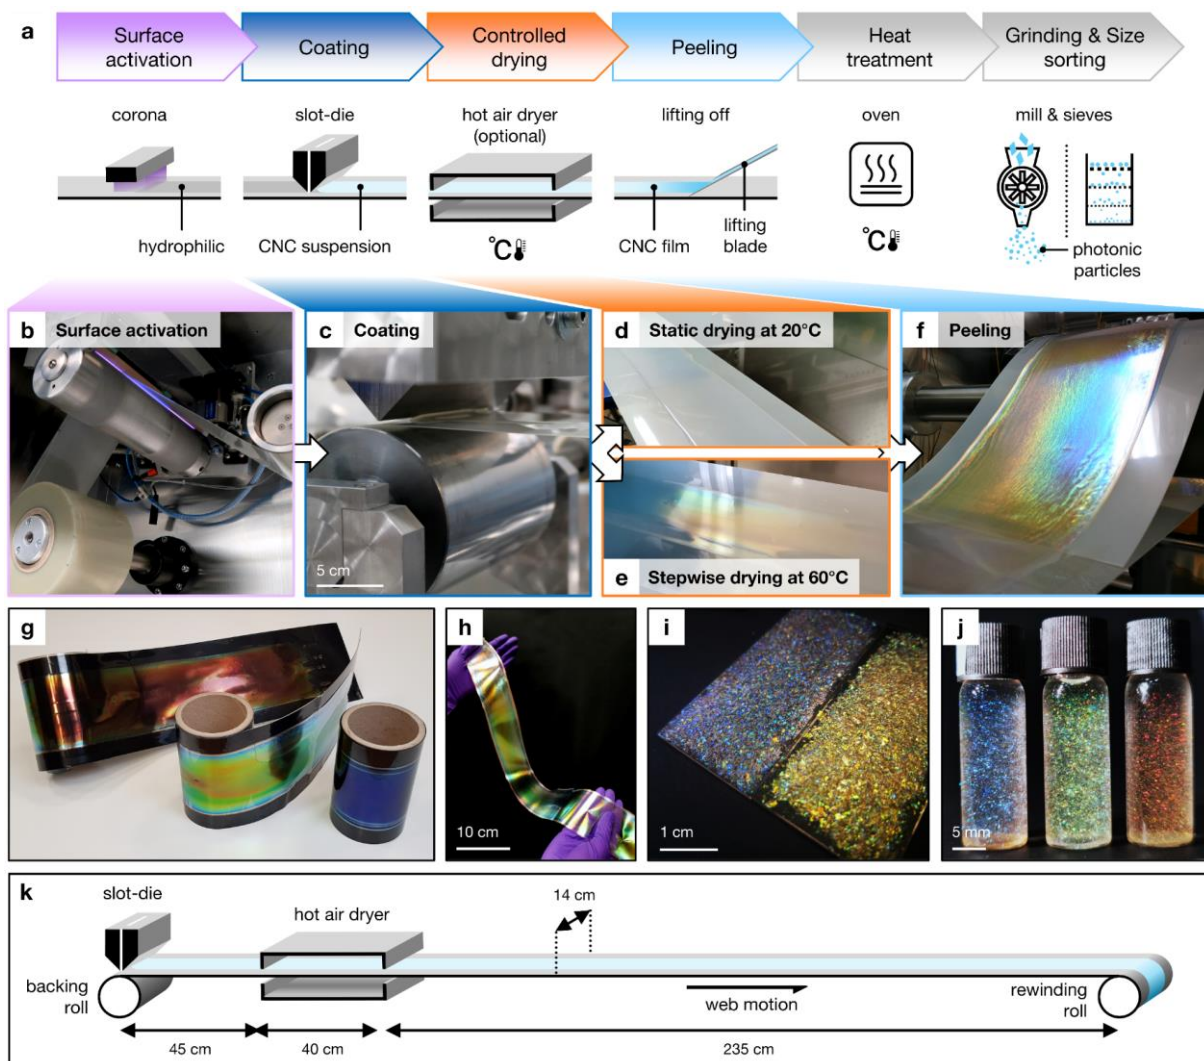 a
Surface
activation
Coating
Controlled
drying
Peeling
Heat
treatment
Grinding & Size
sorting
corona
slot-die
hot air dryer
(optional)
lifting off
oven
mill & sieves
hydrophilic
CNC suspension
°C
CNC film
lifting
blade
°C
photonic
particles
b Surface activation
c Coating
5 cm
d Static drying at 20°C
e Stepwise drying at 60°C
f Peeling
g
h
10 cm
i
1 cm
j
5 mm
k
slot-die
hot air dryer
14 cm
backing
roll
web motion
rewinding
roll
45 cm
40 cm
235 cm